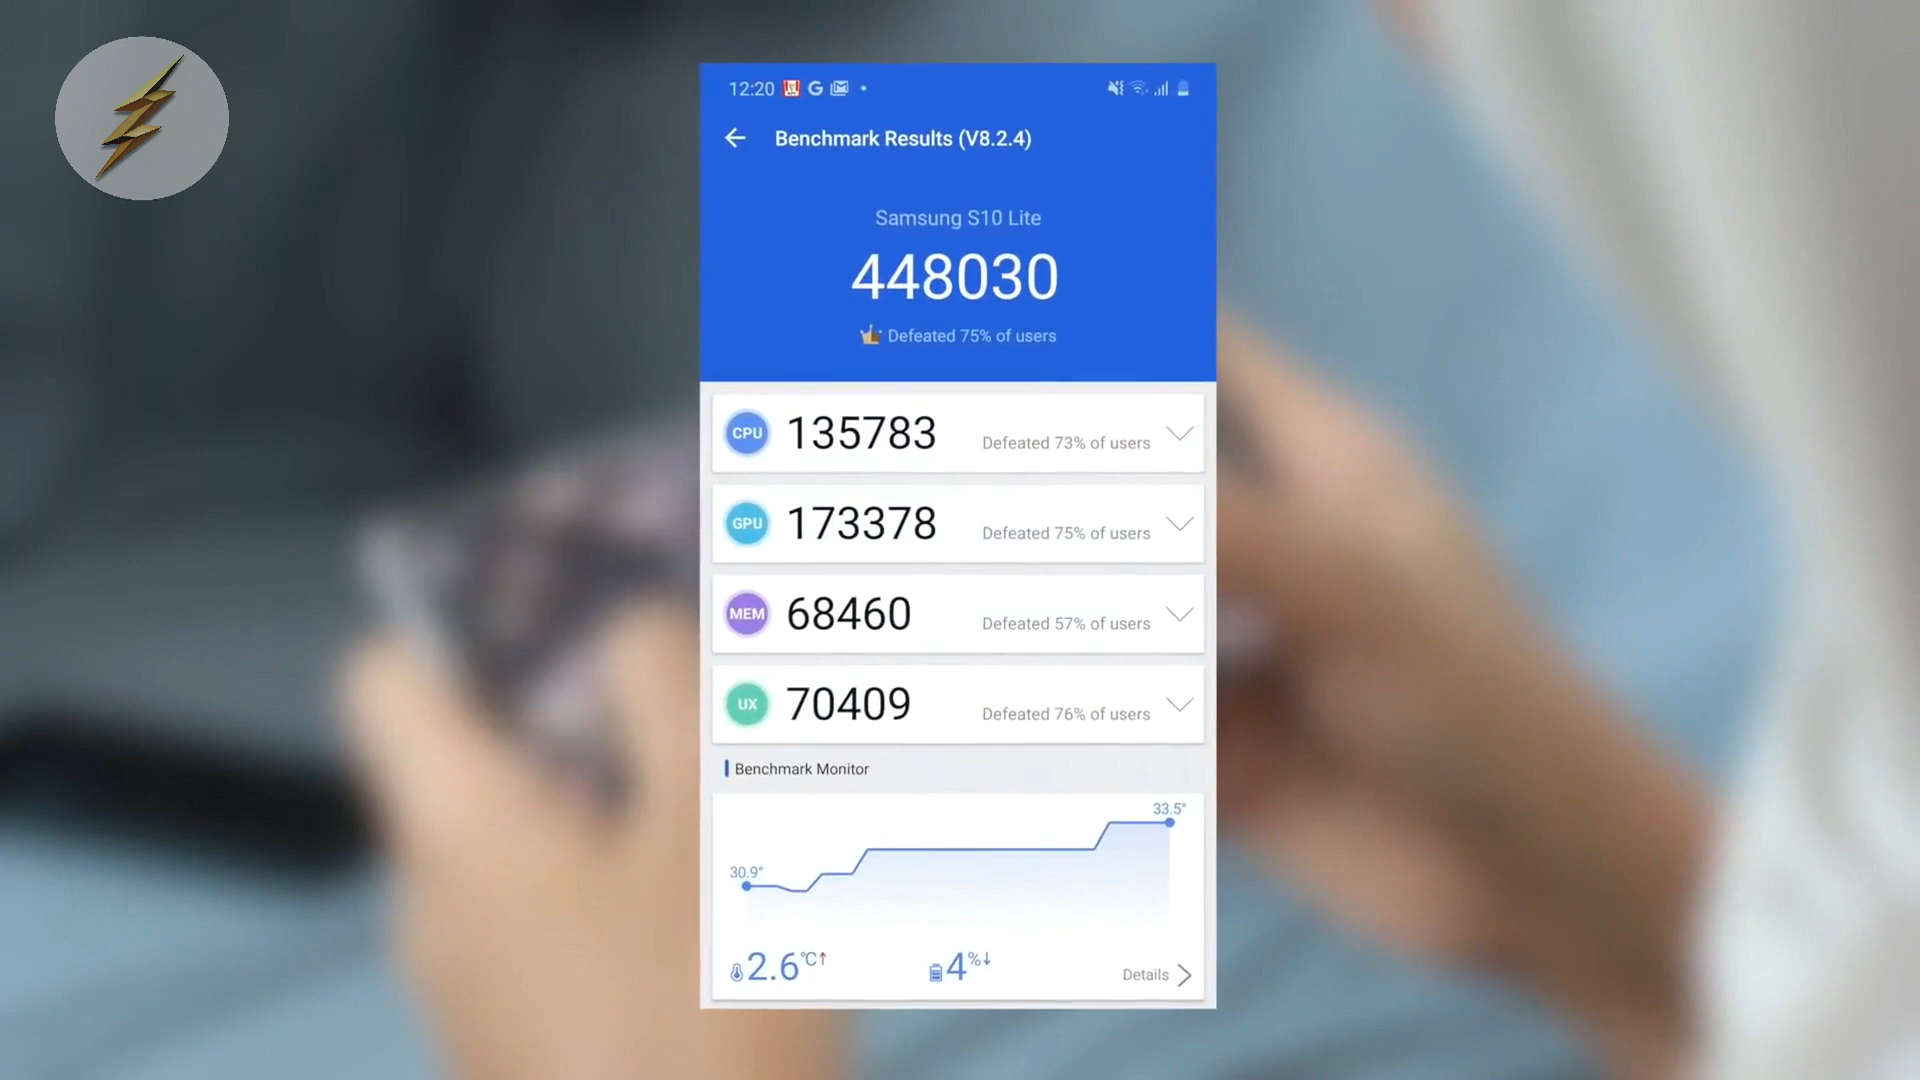 12:20
Benchmark Results (V8.2.4)
Samsung S10 Lite
448030
Defeated 75% of users
CPU 135783 Defeated 73% of users
GPU 173378 Defeated 75% of users
MEM 68460 Defeated 57% of users
UX 70409 Defeated 76% of users
Benchmark Monitor
33.5°
30.9°
2.6°C↑ 4%↓ Details